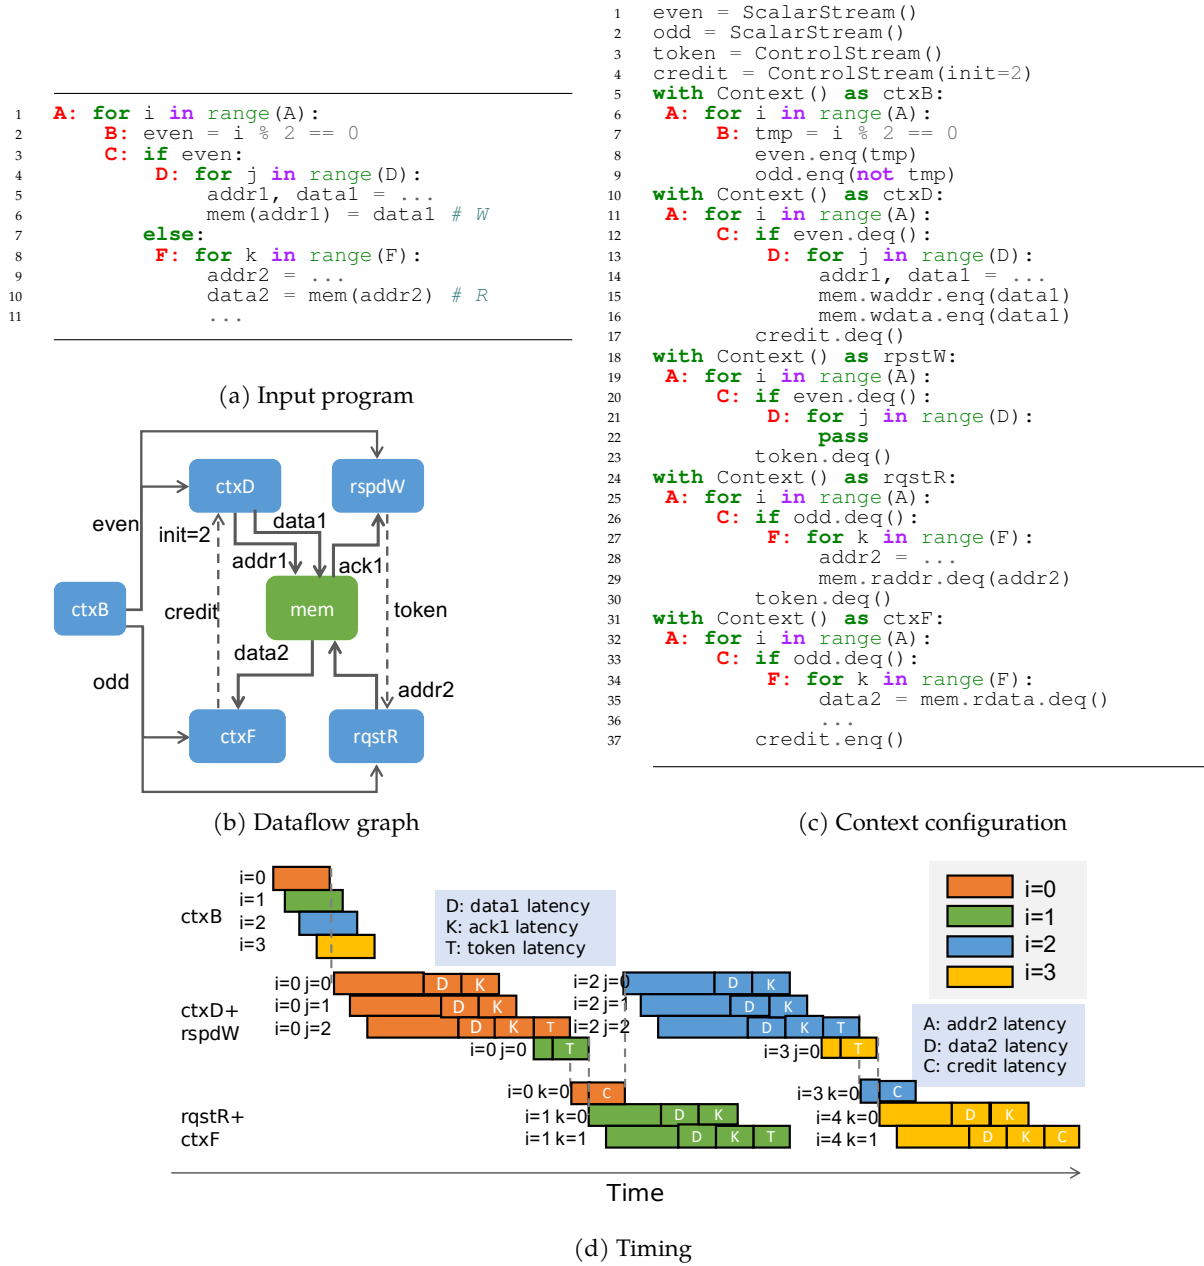 1 A: for i in range(A):
2 B: even = i % 2 == 0
3 C: if even:
4 D: for j in range(D):
5 addr1, data1 = ...
6 mem(addr1) = data1 # W
7 else:
8 F: for k in range(F):
9 addr2 = ...
10 data2 = mem(addr2) # R
11 ...
(a) Input program
ctxD
rspdW
even
init=2
data1
addr1
ack1
ctxB
credit
mem
token
data2
odd
addr2
ctxF
rqstR
(b) Dataflow graph
1 even = ScalarStream()
2 odd = ScalarStream()
3 token = ControlStream()
4 credit = ControlStream(init=2)
5 with Context() as ctxB:
6 A: for i in range(A):
7 B: tmp = i % 2 == 0
8 even.enq(tmp)
9 odd.enq(not tmp)
10 with Context() as ctxD:
11 A: for i in range(A):
12 C: if even.deq():
13 D: for j in range(D):
14 addr1, data1 = ...
15 mem.waddr.enq(data1)
16 mem.wdata.enq(data1)
17 credit.deq()
18 with Context() as rpstW:
19 A: for i in range(A):
20 C: if even.deq():
21 D: for j in range(D):
22 pass
23 token.deq()
24 with Context() as rqstR:
25 A: for i in range(A):
26 C: if odd.deq():
27 F: for k in range(F):
28 addr2 = ...
29 mem.raddr.deq(addr2)
30 token.deq()
31 with Context() as ctxF:
32 A: for i in range(A):
33 C: if odd.deq():
34 F: for k in range(F):
35 data2 = mem.rdata.deq()
36 ...
37 credit.enq()
(c) Context configuration
ctxB
i=0
i=1
i=2
i=3
D: data1 latency
K: ack1 latency
T: token latency
i=0
i=1
i=2
i=3
ctxD+
rspdW
i=0 j=0 D K
i=0 j=1 D K
i=0 j=2 D K T
i=0 j=0 T
i=2 j=0 D K
i=2 j=1 D K
i=2 j=2 D K T
i=3 j=0 T
A: addr2 latency
D: data2 latency
C: credit latency
rqstR+
ctxF
i=0 k=0 C
i=1 k=0 D K
i=1 k=1 D K T
i=3 k=0 C
i=4 k=0 D K
i=4 k=1 D K C
Time
(d) Timing